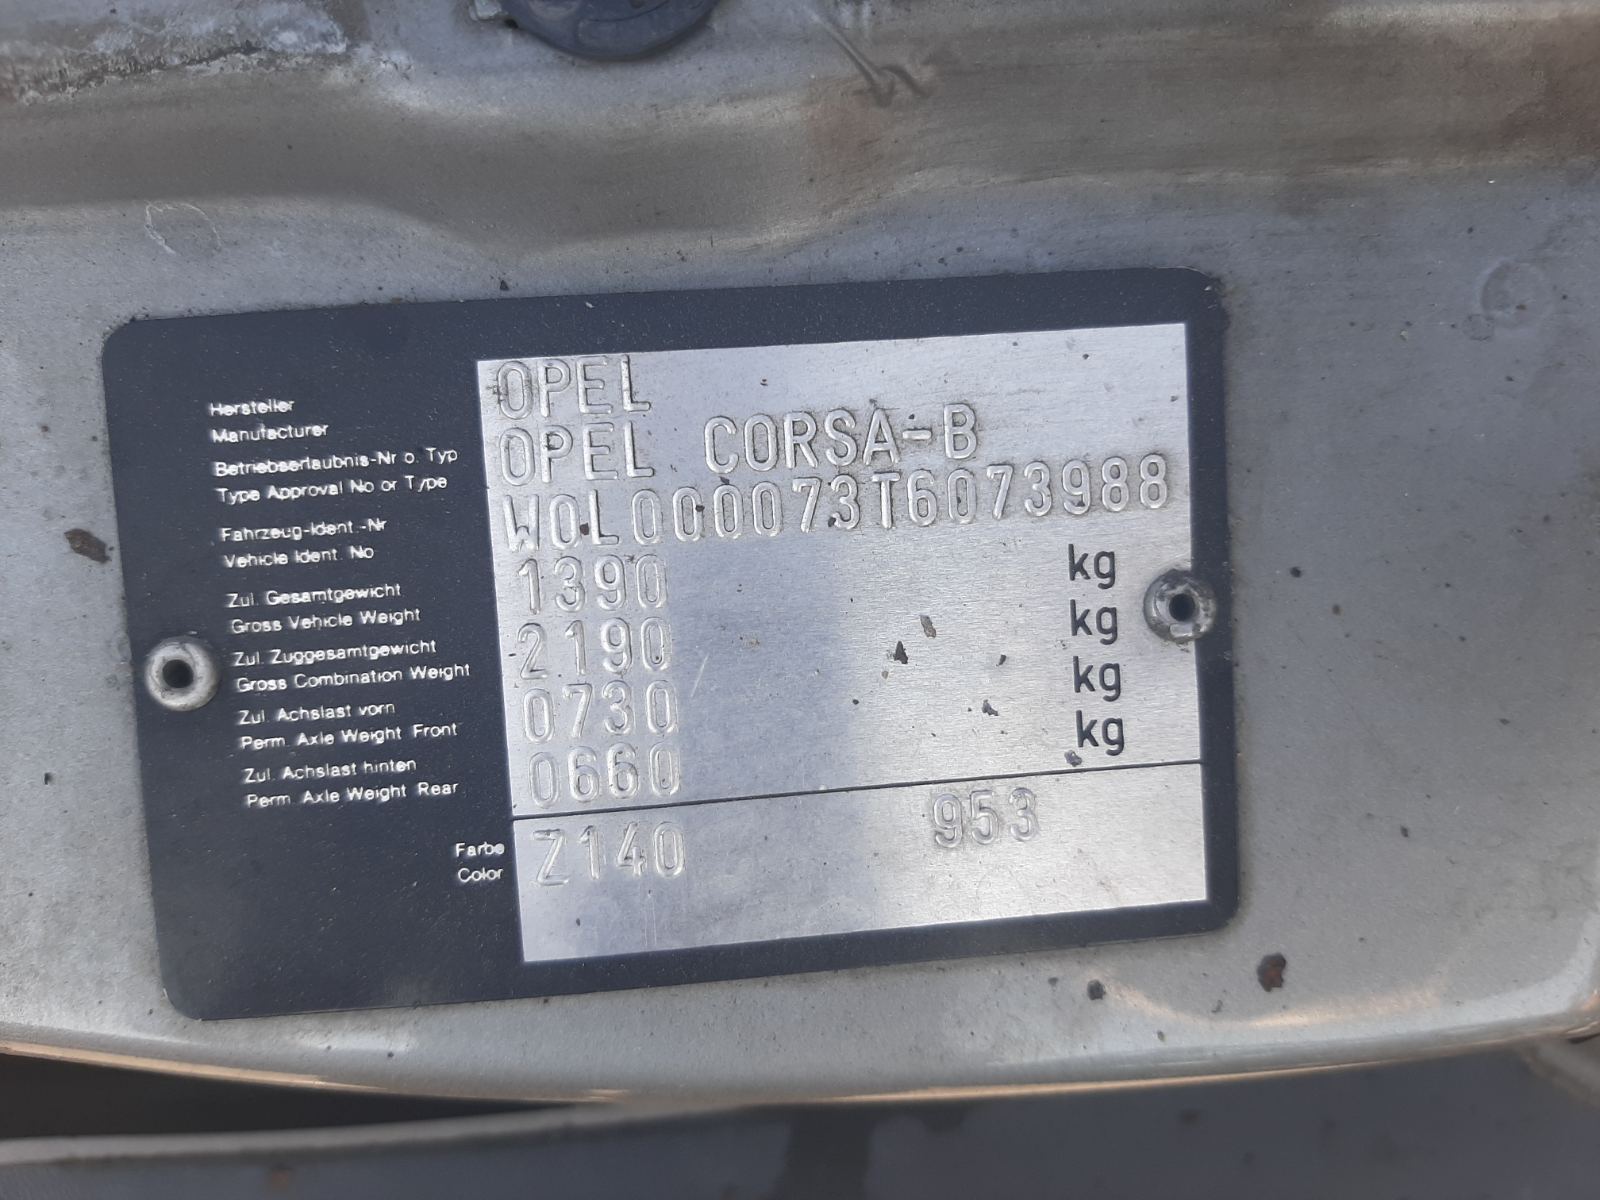 Hersteller
Manufacturer
OPEL
Betriebserlaubnis-Nr o. Typ
Type Approval No or Type
OPEL CORSA-B
Fahrzeug-Ident.-Nr
Vehicle Ident. No
W0L000073T6073988
Zul. Gesamtgewicht
Gross Vehicle Weight
1390 kg
Zul. Zuggesamtgewicht
Gross Combination Weight
2190 kg
Zul. Achslast vorn
Perm. Axle Weight Front
0730 kg
Zul. Achslast hinten
Perm. Axle Weight Rear
0660 kg
Farbe
Color
Z140 953